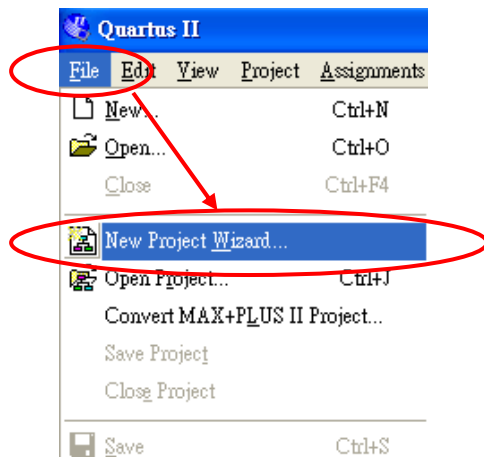 Quartus II
File Edit View Project Assignments
New... Ctrl+N
Open... Ctrl+O
Close Ctrl+F4
New Project Wizard...
Open Project... Ctrl+J
Convert MAX+PLUS II Project...
Save Project
Close Project
Save Ctrl+S